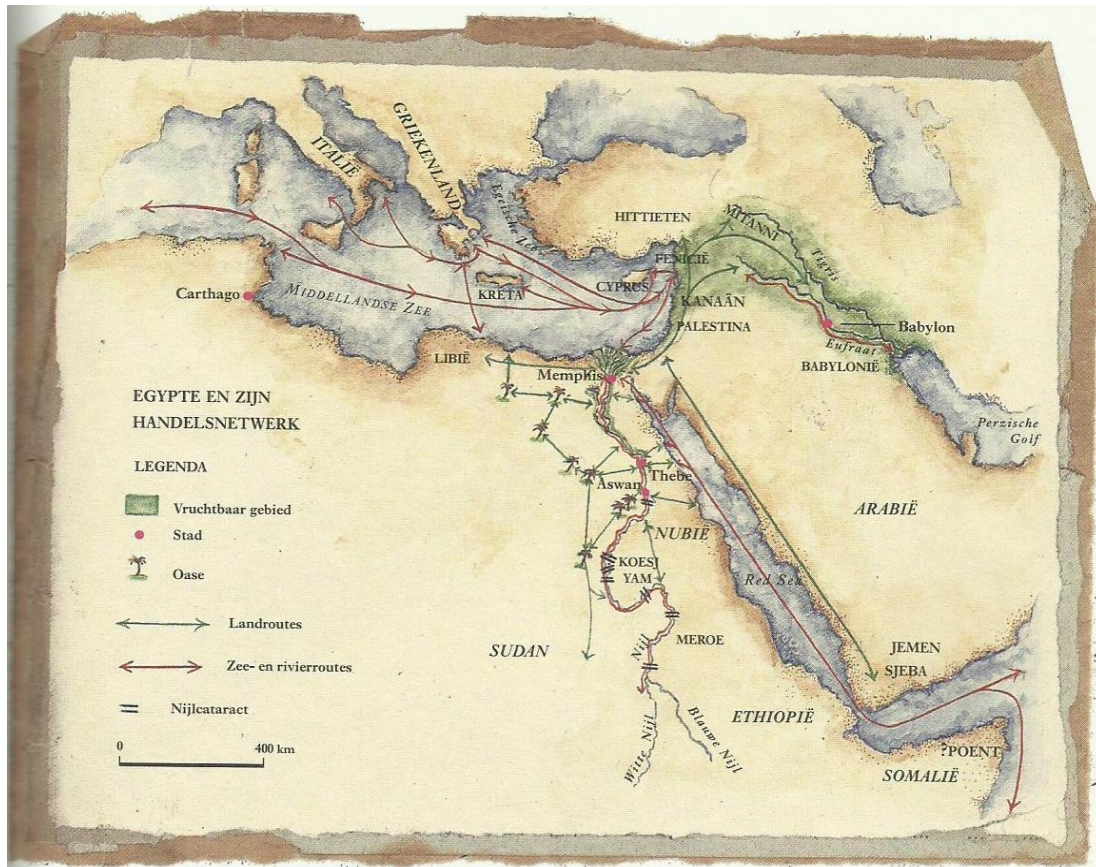 ITALIË
GRIEKENLAND
Egeïsche Zee
HITTIETEN
MITANNI
Tigris
FENICIË
CYPRUS
KRETA
MIDDELLANDSE ZEE
Carthago
KANAÄN
PALESTINA
Babylon
Eufraat
BABYLONIË
LIBIË
Memphis
Perzische
Golf
EGYPTE EN ZIJN
HANDELSNETWERK
LEGENDA
Vruchtbaar gebied
Stad
Oase
Landroutes
Zee- en rivierroutes
Nijlcataract
0 400 km
Thebe
Aswan
NUBIË
ARABIË
KOESJ
YAM
Red Sea
MEROE
SUDAN
Nijl
JEMEN
SJEBA
ETHIOPIË
Witte Nijl
Blauwe Nijl
?POENT
SOMALIË